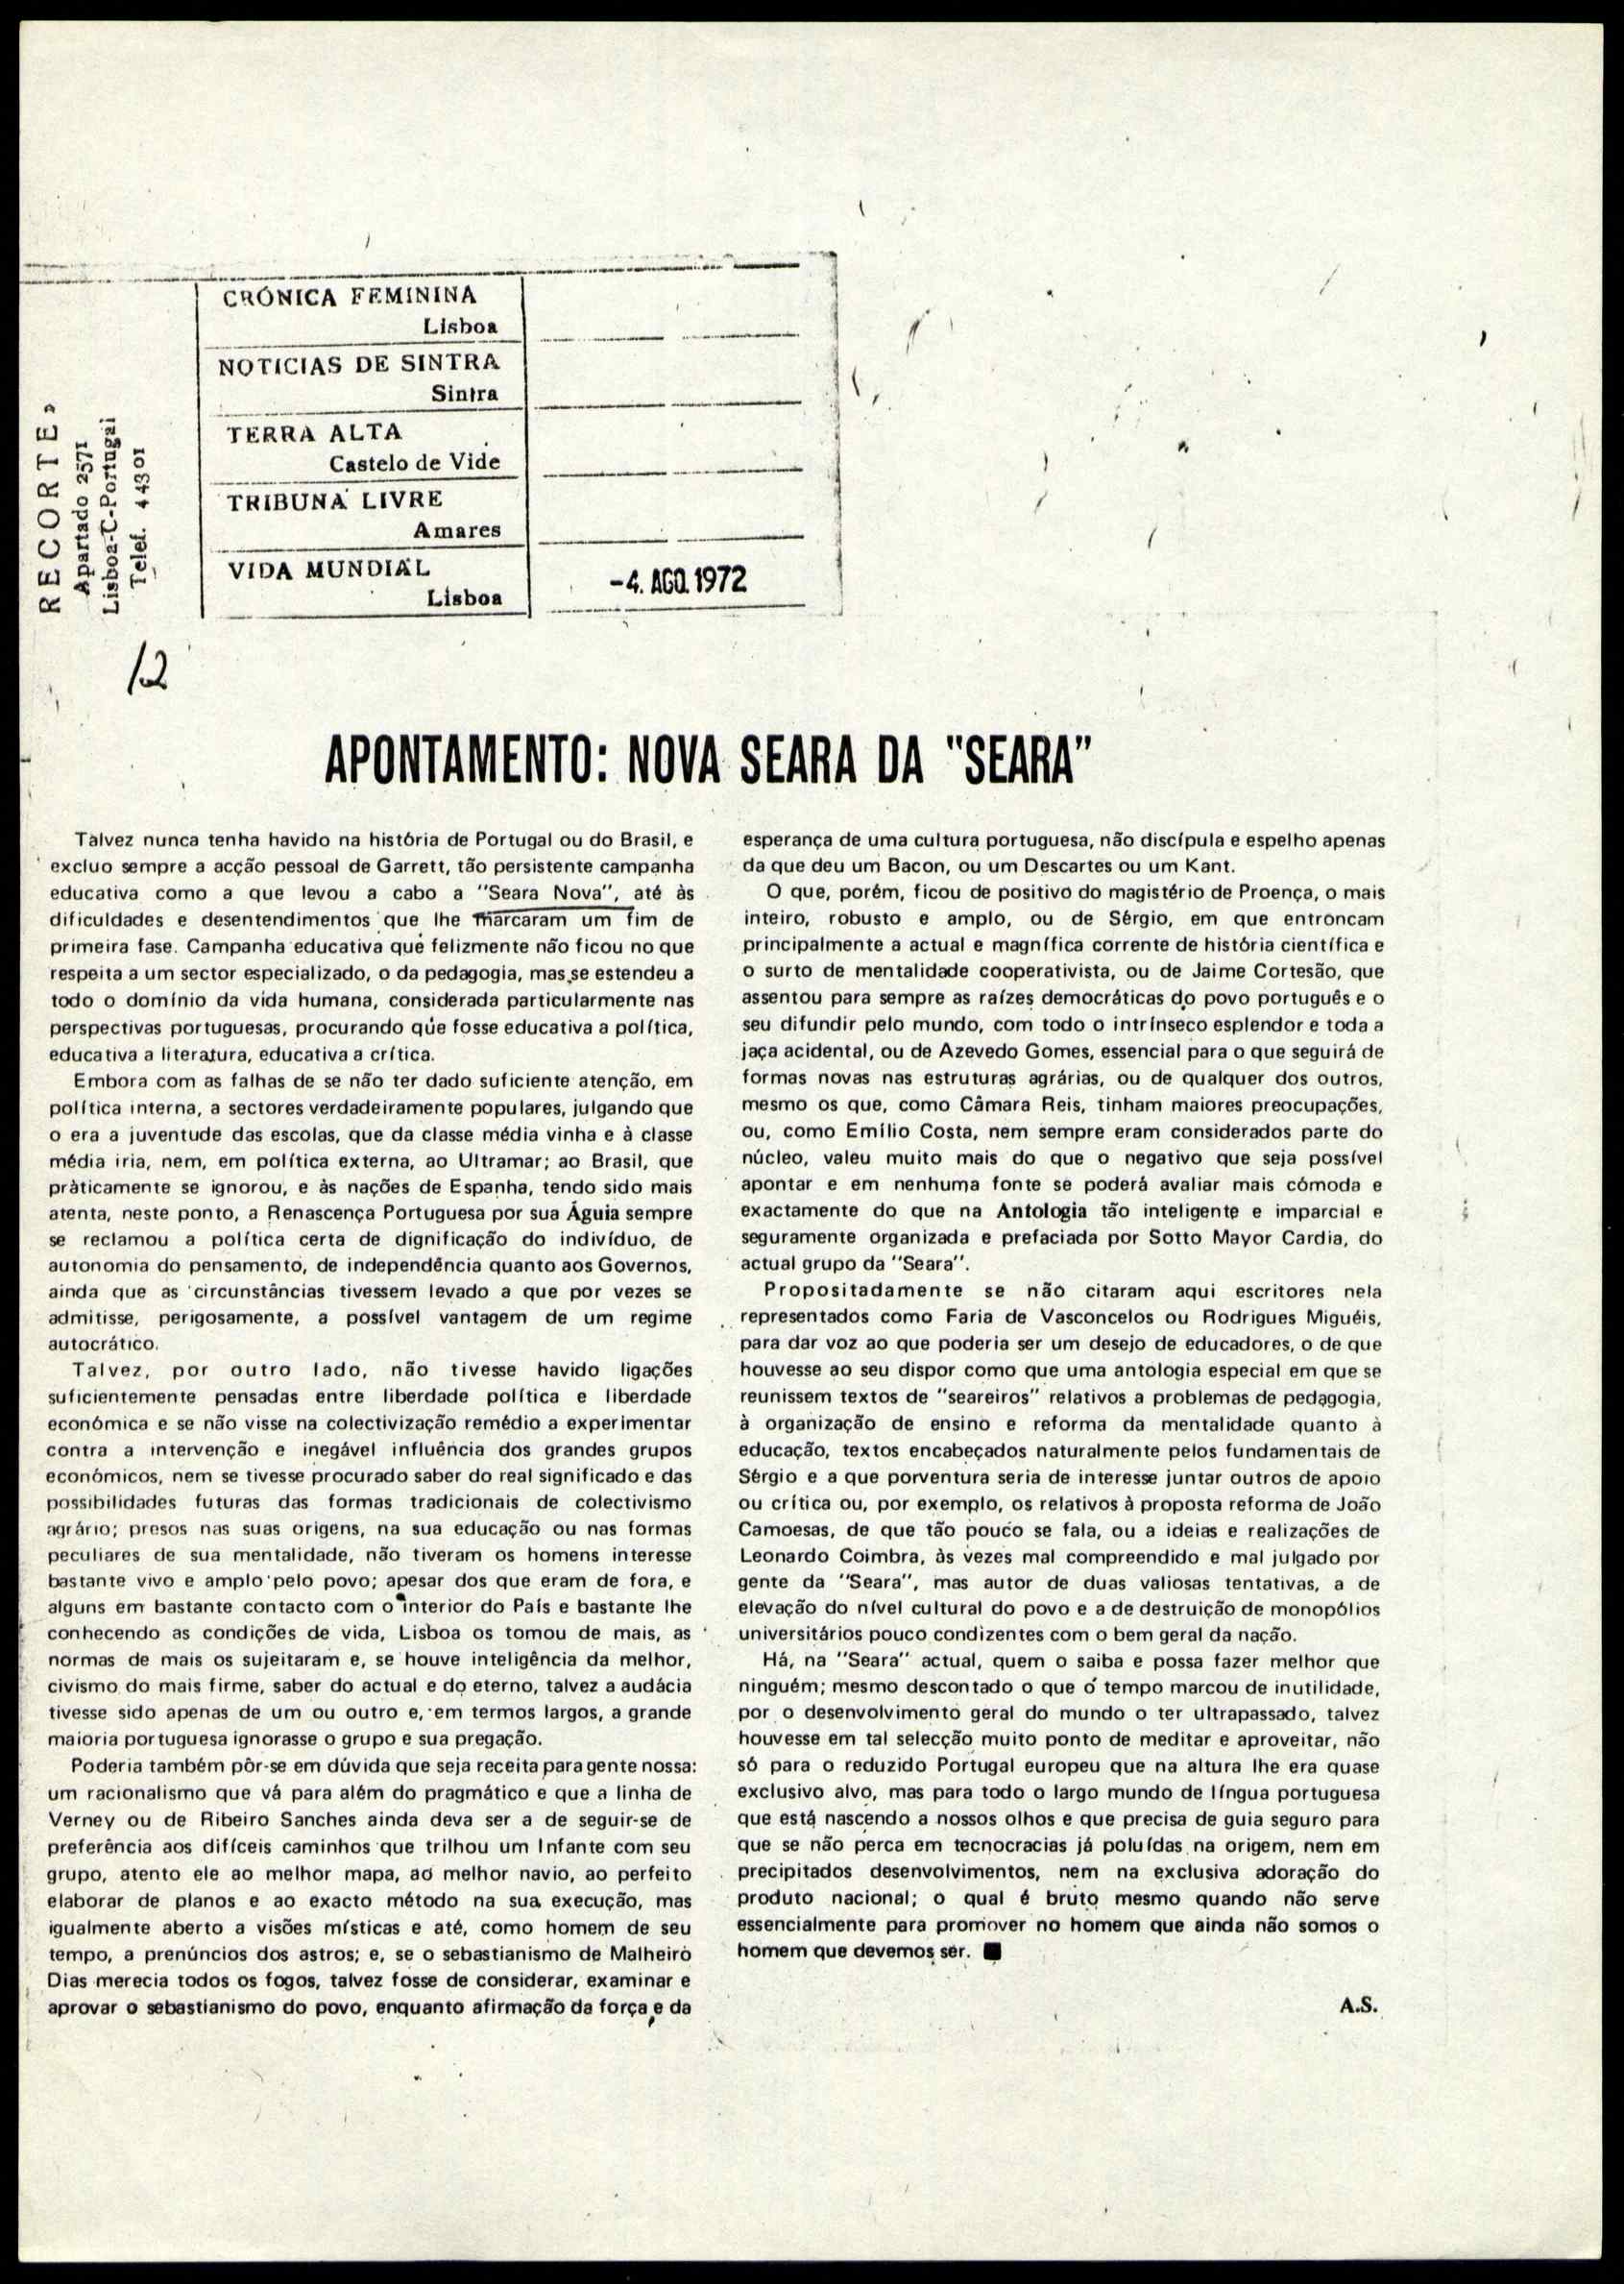 RECORTE»
Apartado 2571
Lisboa-C-Portugal
Telef. 443 01
CRÓNICA FEMININA
Lisboa
NOTICIAS DE SINTRA
Sintra
TERRA ALTA
Castelo de Vide
TRIBUNA LIVRE
Amares
VIDA MUNDIAL
Lisboa
-4. AGO. 1972
12
APONTAMENTO: NOVA SEARA DA "SEARA"
Talvez nunca tenha havido na história de Portugal ou do Brasil, e
excluo sempre a acção pessoal de Garrett, tão persistente campanha
educativa como a que levou a cabo a "Seara Nova", até às
dificuldades e desentendimentos que lhe marcaram um fim de
primeira fase. Campanha educativa que felizmente não ficou no que
respeita a um sector especializado, o da pedagogia, mas se estendeu a
todo o domínio da vida humana, considerada particularmente nas
perspectivas portuguesas, procurando que fosse educativa a política,
educativa a literatura, educativa a crítica.
Embora com as falhas de se não ter dado suficiente atenção, em
política interna, a sectores verdadeiramente populares, julgando que
o era a juventude das escolas, que da classe média vinha e à classe
média iria, nem, em política externa, ao Ultramar; ao Brasil, que
pràticamente se ignorou, e às nações de Espanha, tendo sido mais
atenta, neste ponto, a Renascença Portuguesa por sua Águia sempre
se reclamou a política certa de dignificação do indivíduo, de
autonomia do pensamento, de independência quanto aos Governos,
ainda que as circunstâncias tivessem levado a que por vezes se
admitisse, perigosamente, a possível vantagem de um regime
autocrático.
Talvez, por outro lado, não tivesse havido ligações
suficientemente pensadas entre liberdade política e liberdade
económica e se não visse na colectivização remédio a experimentar
contra a intervenção e inegável influência dos grandes grupos
económicos, nem se tivesse procurado saber do real significado e das
possibilidades futuras das formas tradicionais de colectivismo
agrário; presos nas suas origens, na sua educação ou nas formas
peculiares de sua mentalidade, não tiveram os homens interesse
bastante vivo e amplo pelo povo; apesar dos que eram de fora, e
alguns em bastante contacto com o interior do País e bastante lhe
conhecendo as condições de vida, Lisboa os tomou de mais, as
normas de mais os sujeitaram e, se houve inteligência da melhor,
civismo do mais firme, saber do actual e do eterno, talvez a audácia
tivesse sido apenas de um ou outro e, em termos largos, a grande
maioria portuguesa ignorasse o grupo e sua pregação.
Poderia também pôr-se em dúvida que seja receita para gente nossa:
um racionalismo que vá para além do pragmático e que a linha de
Verney ou de Ribeiro Sanches ainda deva ser a de seguir-se de
preferência aos difíceis caminhos que trilhou um Infante com seu
grupo, atento ele ao melhor mapa, ao melhor navio, ao perfeito
elaborar de planos e ao exacto método na sua execução, mas
igualmente aberto a visões místicas e até, como homem de seu
tempo, a prenúncios dos astros; e, se o sebastianismo de Malheiro
Dias merecia todos os fogos, talvez fosse de considerar, examinar e
aprovar o sebastianismo do povo, enquanto afirmação da força e da
esperança de uma cultura portuguesa, não discípula e espelho apenas
da que deu um Bacon, ou um Descartes ou um Kant.
O que, porém, ficou de positivo do magistério de Proença, o mais
inteiro, robusto e amplo, ou de Sérgio, em que entroncam
principalmente a actual e magnífica corrente de história científica e
o surto de mentalidade cooperativista, ou de Jaime Cortesão, que
assentou para sempre as raízes democráticas do povo português e o
seu difundir pelo mundo, com todo o intrínseco esplendor e toda a
jaça acidental, ou de Azevedo Gomes, essencial para o que seguirá de
formas novas nas estruturas agrárias, ou de qualquer dos outros,
mesmo os que, como Câmara Reis, tinham maiores preocupações,
ou, como Emílio Costa, nem sempre eram considerados parte do
núcleo, valeu muito mais do que o negativo que seja possível
apontar e em nenhuma fonte se poderá avaliar mais cómoda e
exactamente do que na Antologia tão inteligente e imparcial e
seguramente organizada e prefaciada por Sotto Mayor Cardia, do
actual grupo da "Seara".
Propositadamente se não citaram aqui escritores nela
representados como Faria de Vasconcelos ou Rodrigues Miguéis,
para dar voz ao que poderia ser um desejo de educadores, o de que
houvesse ao seu dispor como que uma antologia especial em que se
reunissem textos de "seareiros" relativos a problemas de pedagogia,
à organização de ensino e reforma da mentalidade quanto à
educação, textos encabeçados naturalmente pelos fundamentais de
Sérgio e a que porventura seria de interesse juntar outros de apoio
ou crítica ou, por exemplo, os relativos à proposta reforma de João
Camoesas, de que tão pouco se fala, ou a ideias e realizações de
Leonardo Coimbra, às vezes mal compreendido e mal julgado por
gente da "Seara", mas autor de duas valiosas tentativas, a de
elevação do nível cultural do povo e a de destruição de monopólios
universitários pouco condizentes com o bem geral da nação.
Há, na "Seara" actual, quem o saiba e possa fazer melhor que
ninguém; mesmo descontado o que o tempo marcou de inutilidade,
por o desenvolvimento geral do mundo o ter ultrapassado, talvez
houvesse em tal selecção muito ponto de meditar e aproveitar, não
só para o reduzido Portugal europeu que na altura lhe era quase
exclusivo alvo, mas para todo o largo mundo de língua portuguesa
que está nascendo a nossos olhos e que precisa de guia seguro para
que se não perca em tecnocracias já poluídas na origem, nem em
precipitados desenvolvimentos, nem na exclusiva adoração do
produto nacional; o qual é bruto mesmo quando não serve
essencialmente para promover no homem que ainda não somos o
homem que devemos ser.
A.S.